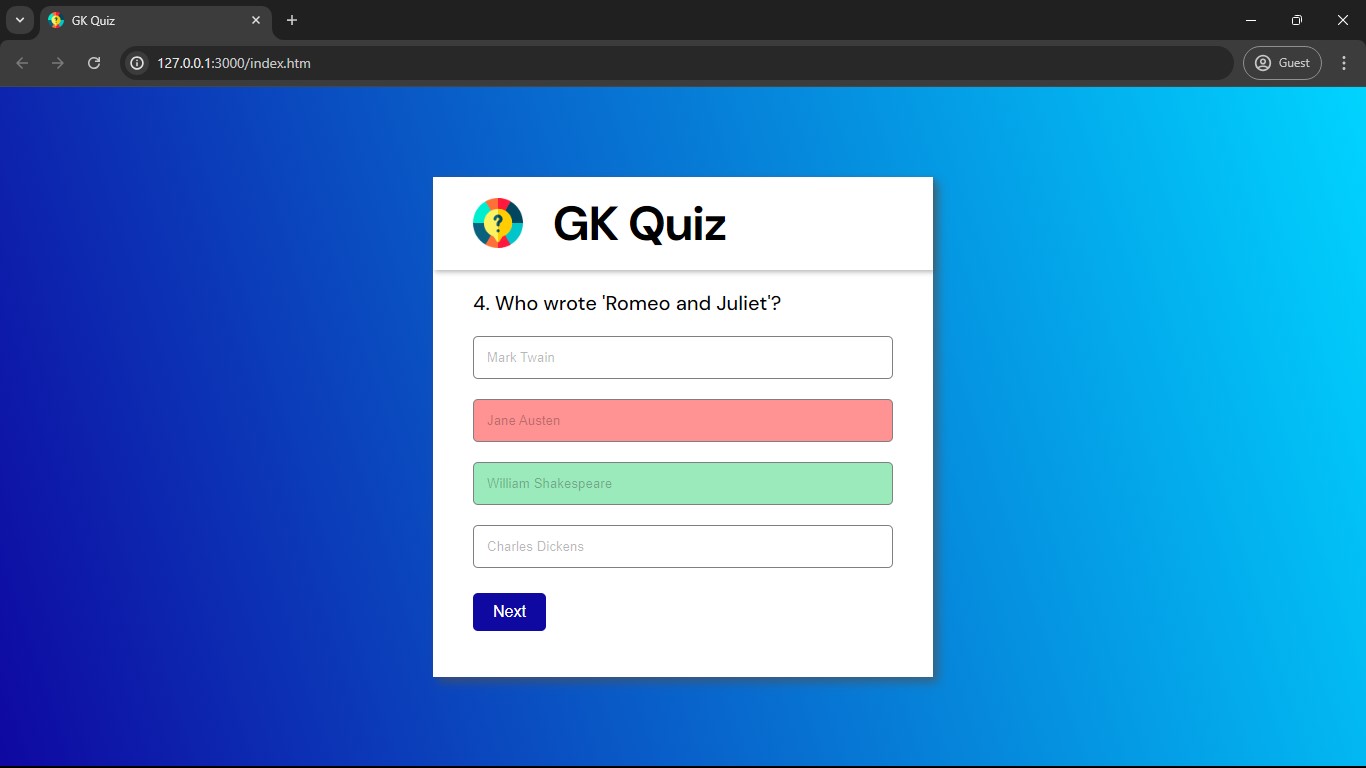 GK Quiz
127.0.0.1:3000/index.htm
Guest
? GK Quiz
4. Who wrote 'Romeo and Juliet'?
Mark Twain
Jane Austen
William Shakespeare
Charles Dickens
Next